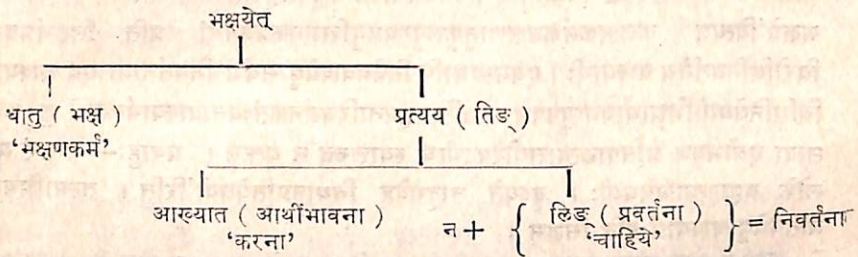 भक्षयेत्
धातु ( भक्ष )
प्रत्यय ( तिङ् )
'भक्षणकर्म'
आख्यात ( आर्थीभावना )
न + { लिङ् ( प्रवर्तना ) } = निवर्तना
'करना'
'चाहिये'